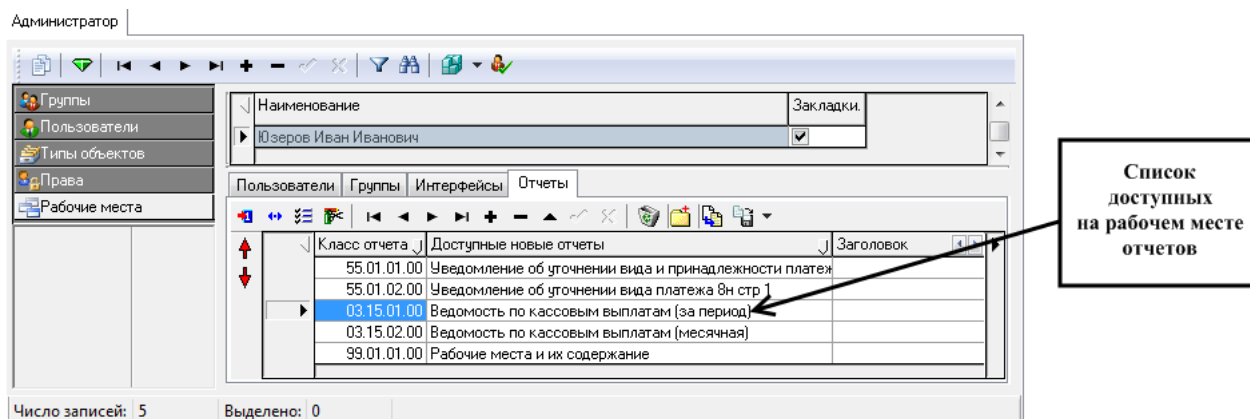 Администратор
Группы
Пользователи
Типы объектов
Права
Рабочие места
Наименование Закладки.
Юзеров Иван Иванович
Пользователи Группы Интерфейсы Отчеты
Класс отчета Доступные новые отчеты Заголовок
55.01.01.00 Уведомление об уточнении вида и принадлежности платеж
55.01.02.00 Уведомление об уточнении вида платежа 8н стр 1
03.15.01.00 Ведомость по кассовым выплатам (за период)
03.15.02.00 Ведомость по кассовым выплатам (месячная)
99.01.01.00 Рабочие места и их содержание
Число записей: 5 Выделено: 0
Список
доступных
на рабочем месте
отчетов